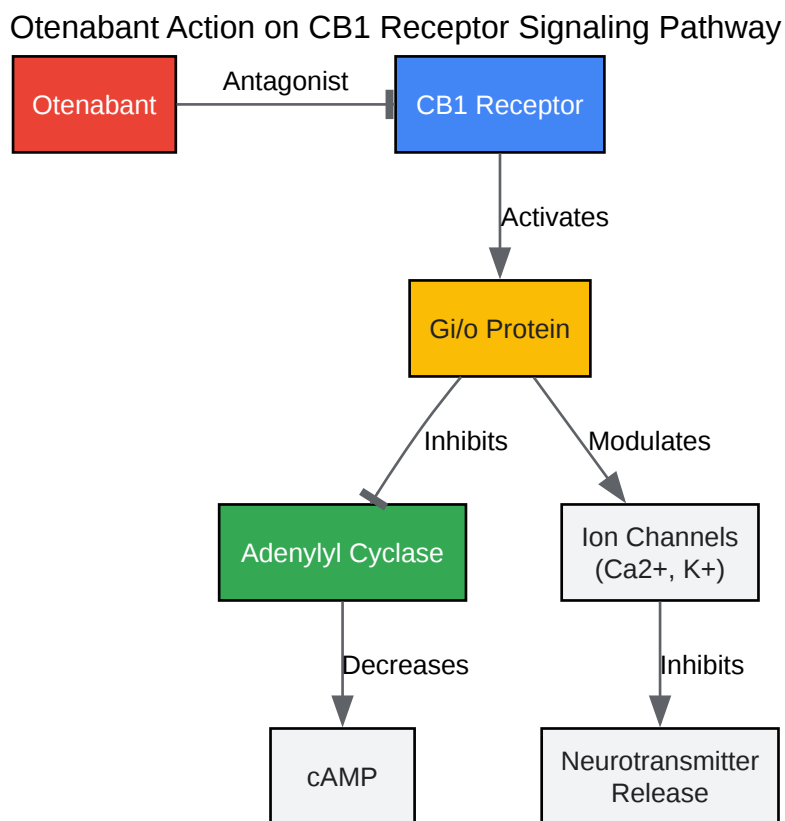 Otenabant Action on CB1 Receptor Signaling Pathway
Otenabant
Antagonist
CB1 Receptor
Activates
Gi/o Protein
Inhibits
Modulates
Adenylyl Cyclase
Ion Channels
(Ca2+, K+)
Decreases
Inhibits
cAMP
Neurotransmitter
Release